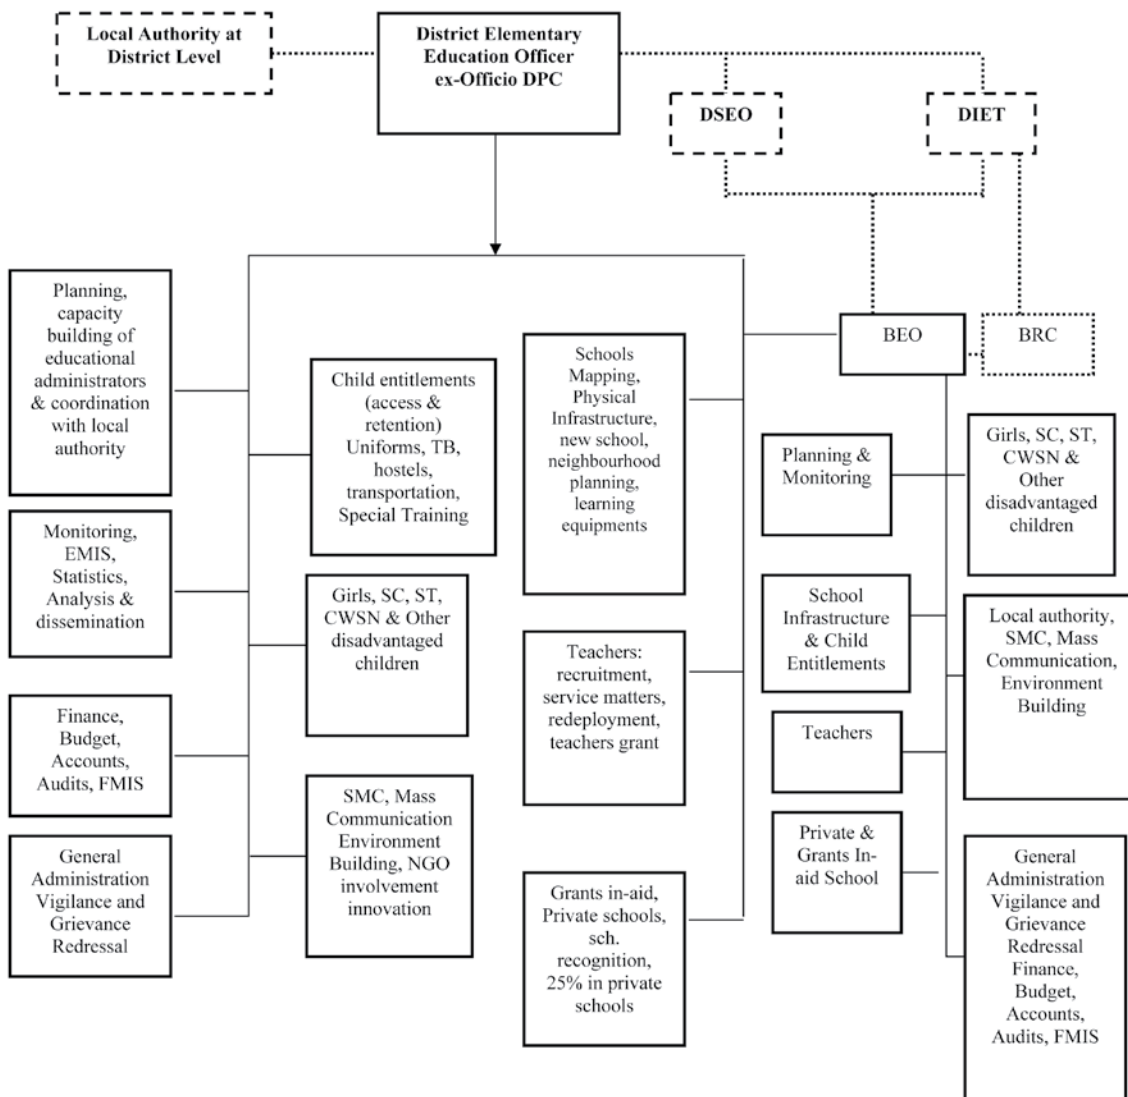 Local Authority at
District Level
District Elementary
Education Officer
ex-Officio DPC
DSEO
DIET
Planning,
capacity
building of
educational
administrators
& coordination
with local
authority
Monitoring,
EMIS,
Statistics,
Analysis &
dissemination
Finance,
Budget,
Accounts,
Audits, FMIS
General
Administration
Vigilance and
Grievance
Redressal
Child entitlements
(access &
retention)
Uniforms, TB,
hostels,
transportation,
Special Training
Girls, SC, ST,
CWSN & Other
disadvantaged
children
SMC, Mass
Communication
Environment
Building, NGO
involvement
innovation
Schools
Mapping,
Physical
Infrastructure,
new school,
neighbourhood
planning,
learning
equipments
Teachers:
recruitment,
service matters,
redeployment,
teachers grant
Grants in-aid,
Private schools,
sch.
recognition,
25% in private
schools
BEO
BRC
Planning &
Monitoring
School
Infrastructure
& Child
Entitlements
Teachers
Private &
Grants In-
aid School
Girls, SC, ST,
CWSN &
Other
disadvantaged
children
Local authority,
SMC, Mass
Communication,
Environment
Building
General
Administration
Vigilance and
Grievance
Redressal
Finance,
Budget,
Accounts,
Audits, FMIS